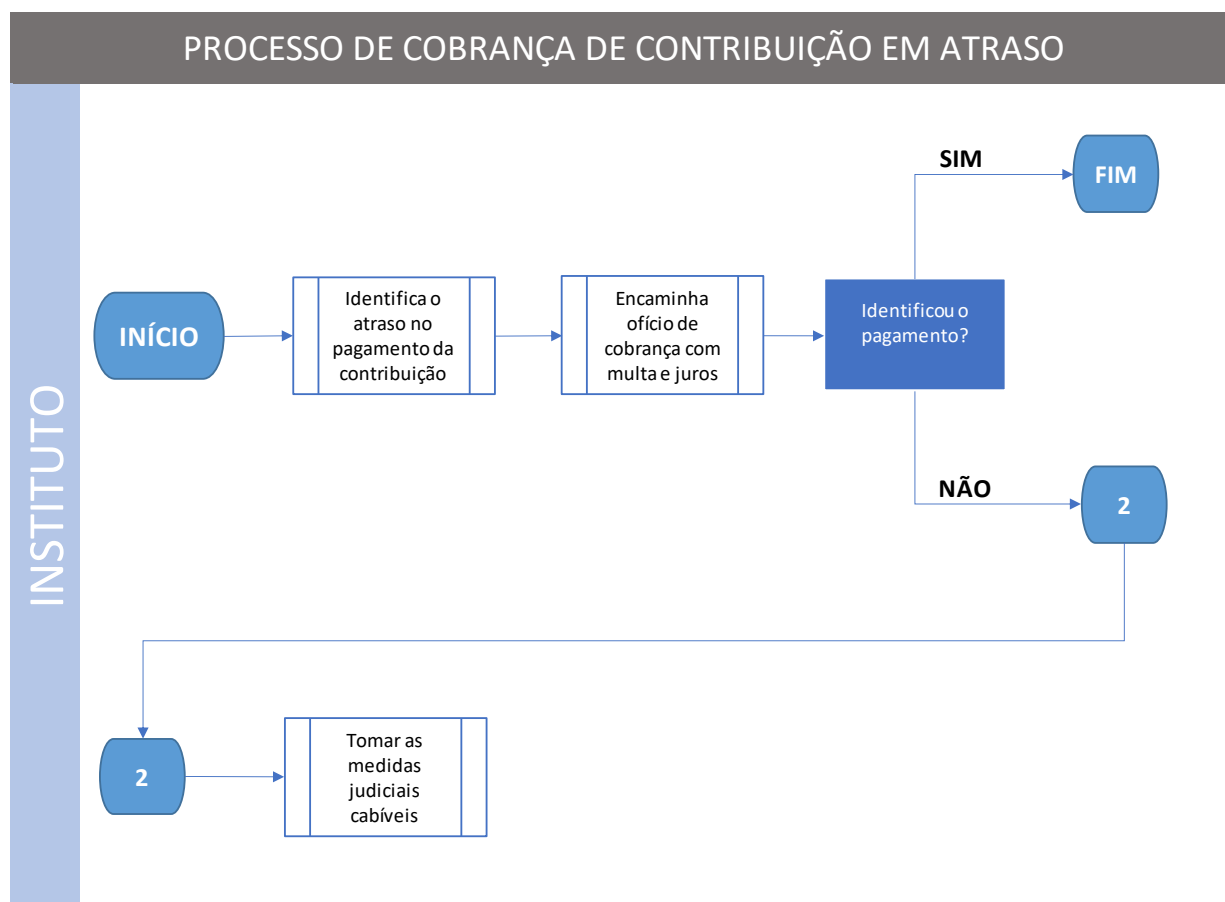 PROCESSO DE COBRANÇA DE CONTRIBUIÇÃO EM ATRASO
INSTITUTO
INÍCIO
Identifica o
atraso no
pagamento da
contribuição
Encaminha
ofício de
cobrança com
multa e juros
Identificou o
pagamento?
SIM
FIM
NÃO
2
2
Tomar as
medidas
judiciais
cabíveis